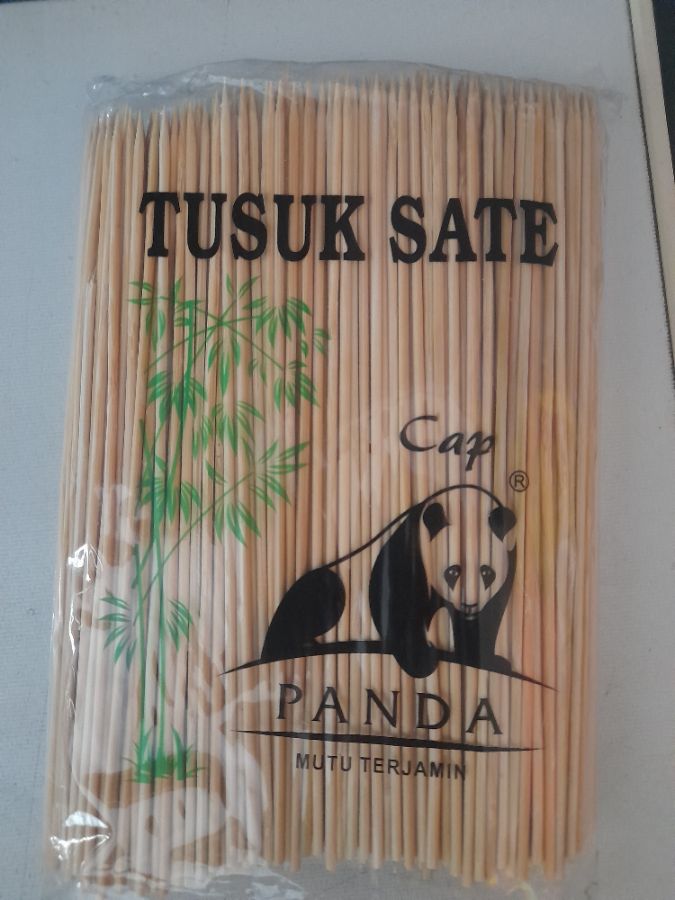 TUSUK SATE
Cap
®
PANDA
MUTU TERJAMIN